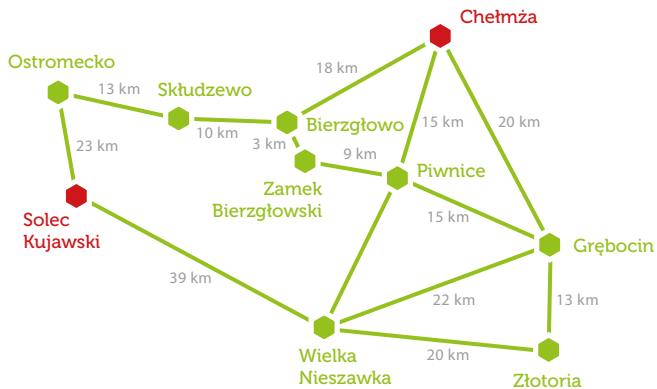 Chełmża
Ostromecko
13 km
Skłudzewo
18 km
10 km
Bierzgłowo
15 km
20 km
23 km
3 km
9 km
Piwnice
Zamek
Bierzgłowski
Solec
Kujawski
15 km
Grębocin
39 km
22 km
13 km
Wielka
Nieszawka
20 km
Złotoria